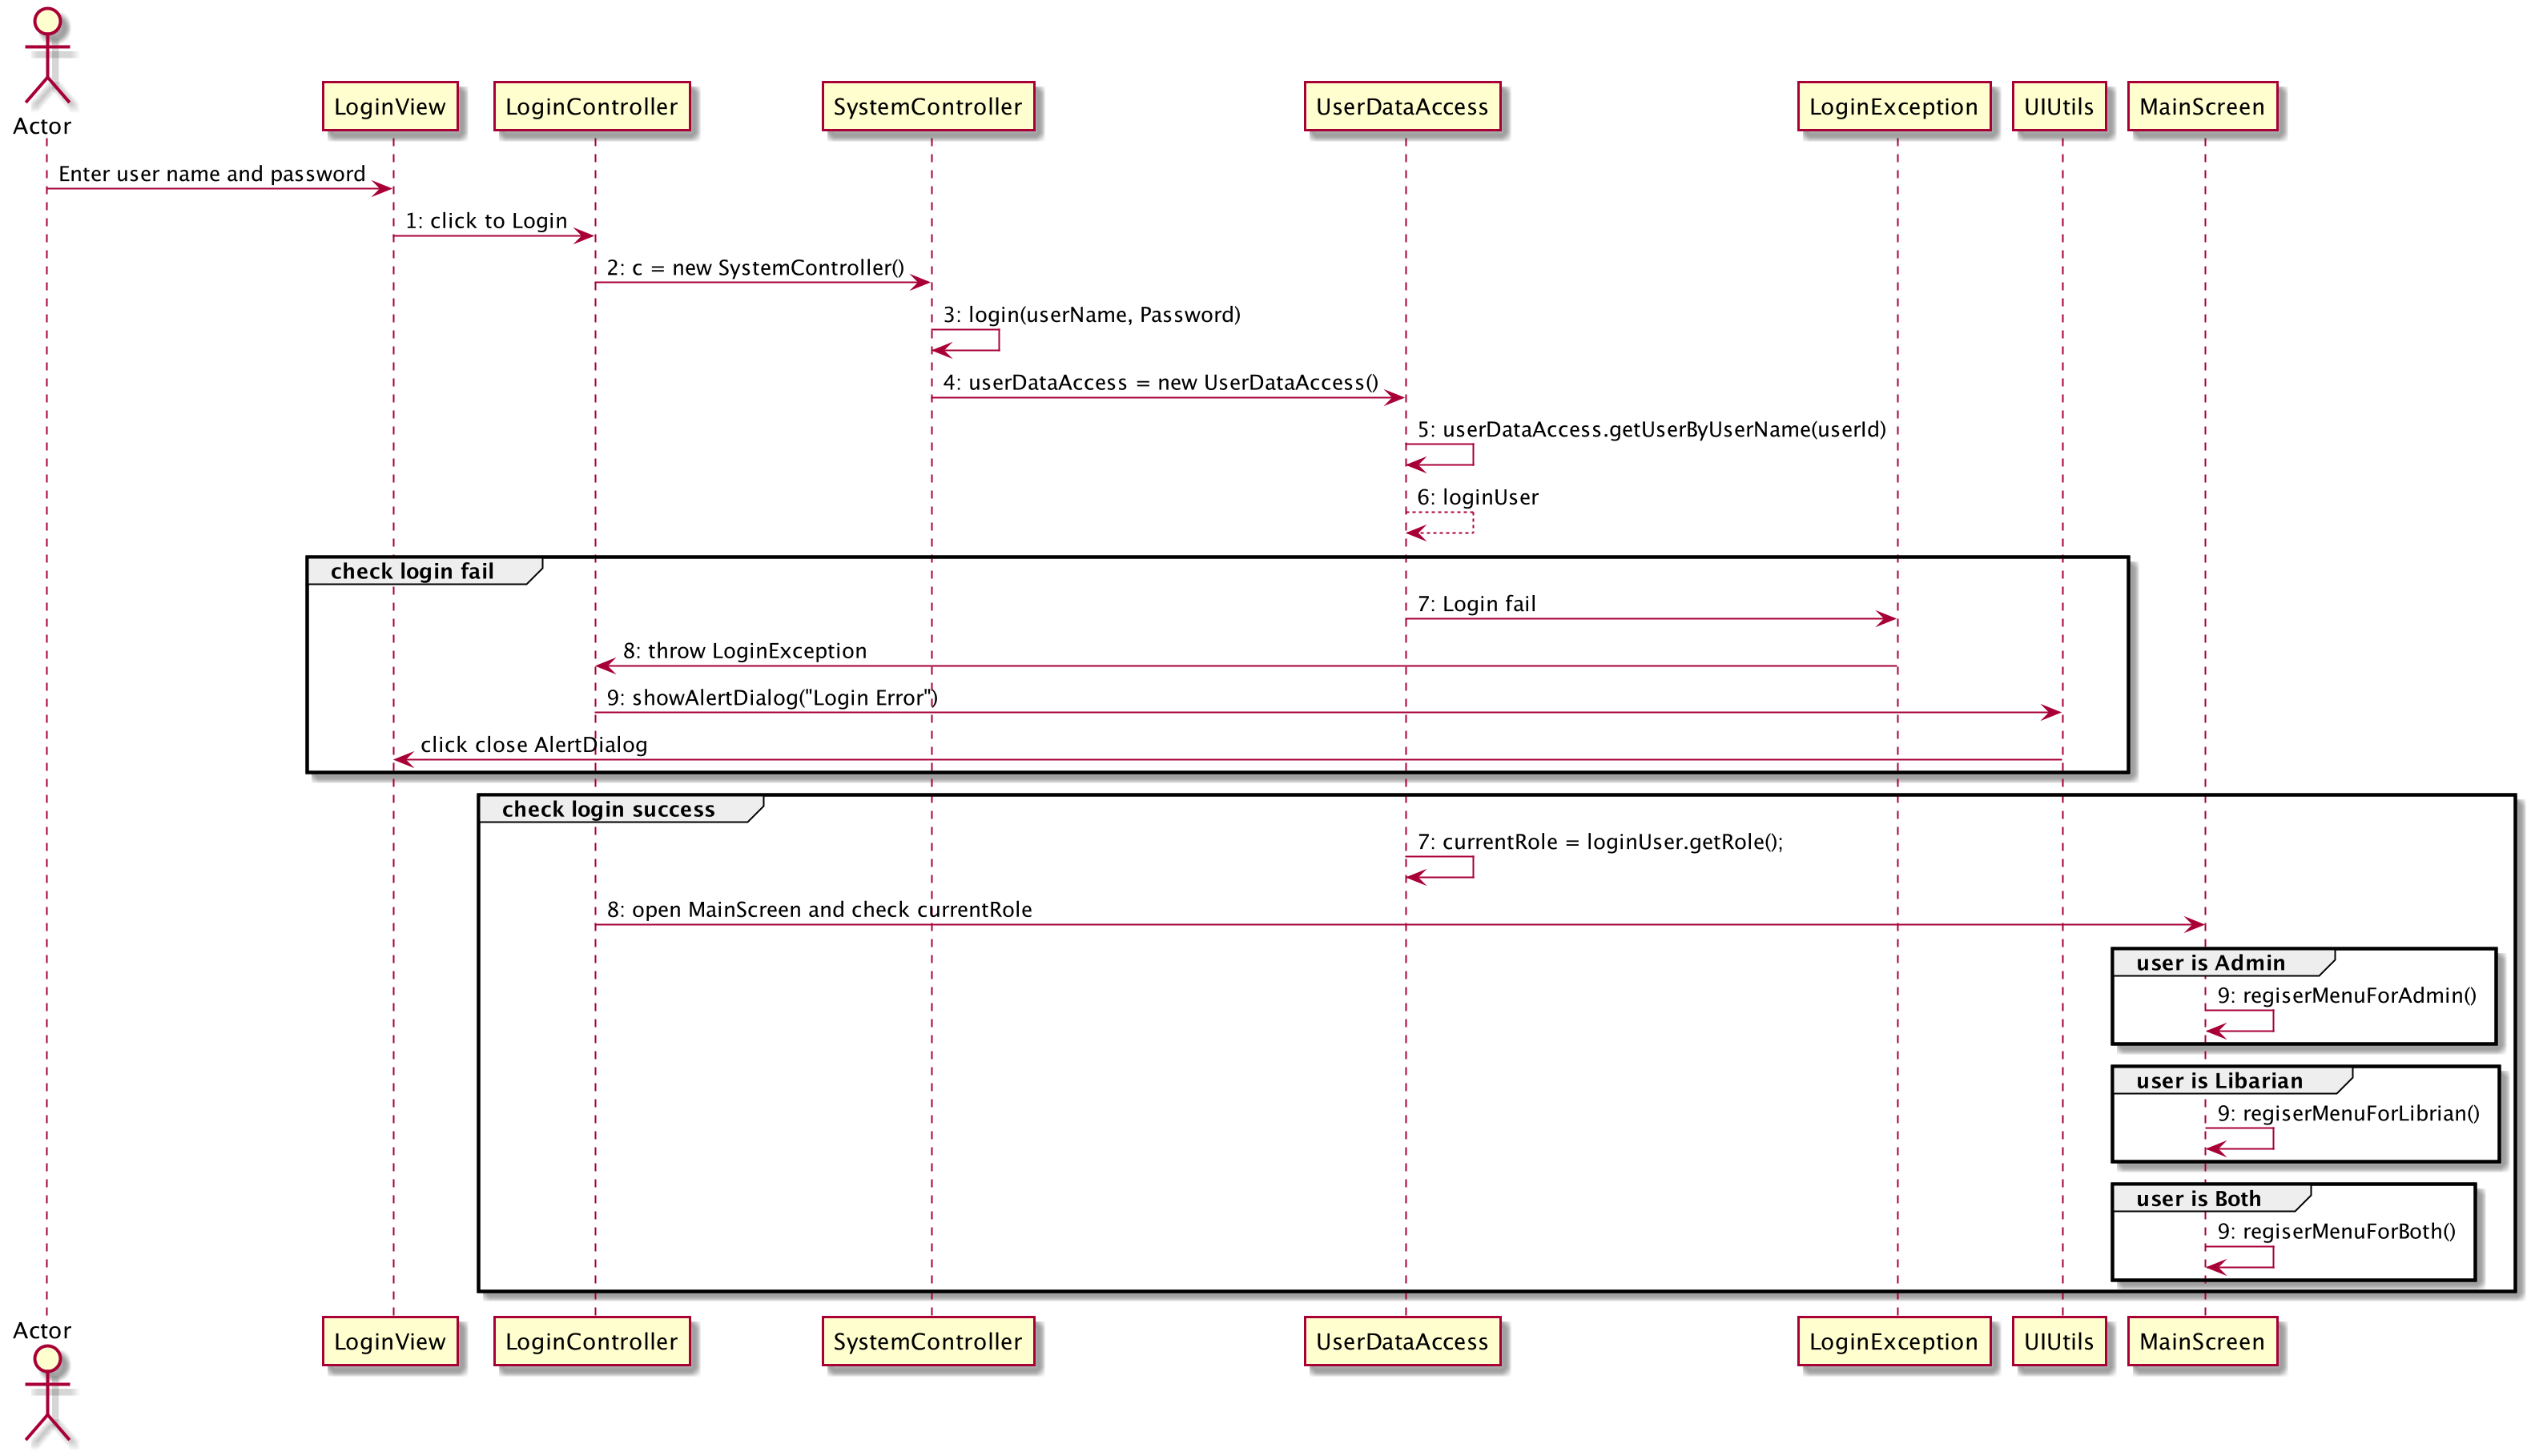 Actor
LoginView
LoginController
SystemController
UserDataAccess
LoginException
UIUtils
MainScreen
Enter user name and password
1: click to Login
2: c = new SystemController()
3: login(userName, Password)
4: userDataAccess = new UserDataAccess()
5: userDataAccess.getUserByUserName(userId)
6: loginUser
check login fail
7: Login fail
8: throw LoginException
9: showAlertDialog("Login Error")
click close AlertDialog
check login success
7: currentRole = loginUser.getRole();
8: open MainScreen and check currentRole
user is Admin
9: regiserMenuForAdmin()
user is Libarian
9: regiserMenuForLibrian()
user is Both
9: regiserMenuForBoth()
Actor
LoginView
LoginController
SystemController
UserDataAccess
LoginException
UIUtils
MainScreen